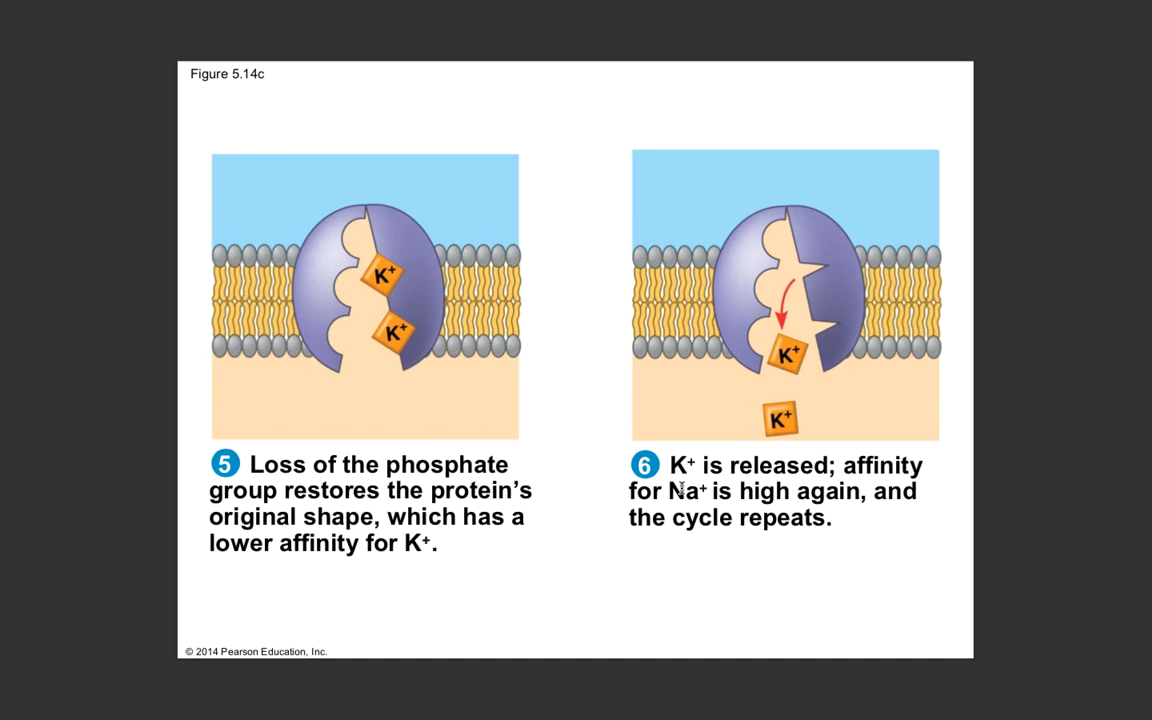 Figure 5.14c
K⁺
K⁺
K⁺
K⁺
5 Loss of the phosphate
group restores the protein’s
original shape, which has a
lower affinity for K⁺.
6 K⁺ is released; affinity
for Na⁺ is high again, and
the cycle repeats.
© 2014 Pearson Education, Inc.